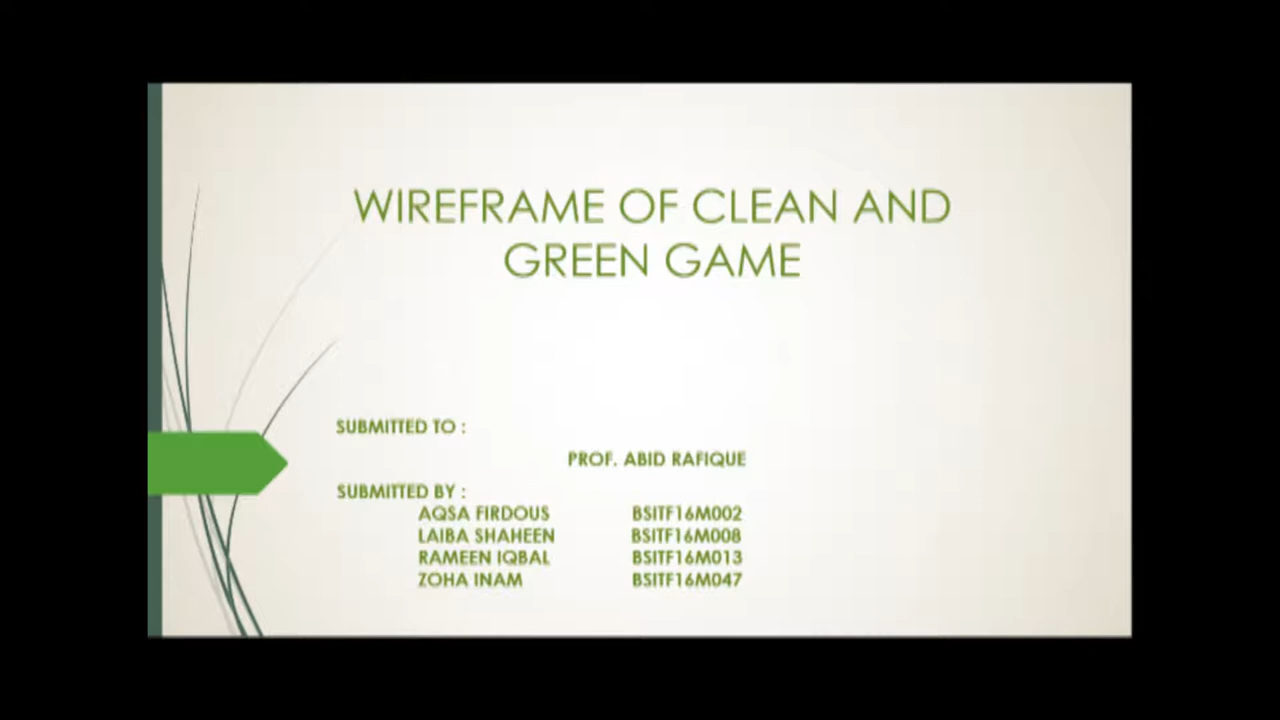 WIREFRAME OF CLEAN AND
GREEN GAME
SUBMITTED TO :
PROF. ABID RAFIQUE
SUBMITTED BY :
AQSA FIRDOUS BSITF16M002
LAIBA SHAHEEN BSITF16M008
RAMEEN IQBAL BSITF16M013
ZOHA INAM BSITF16M047